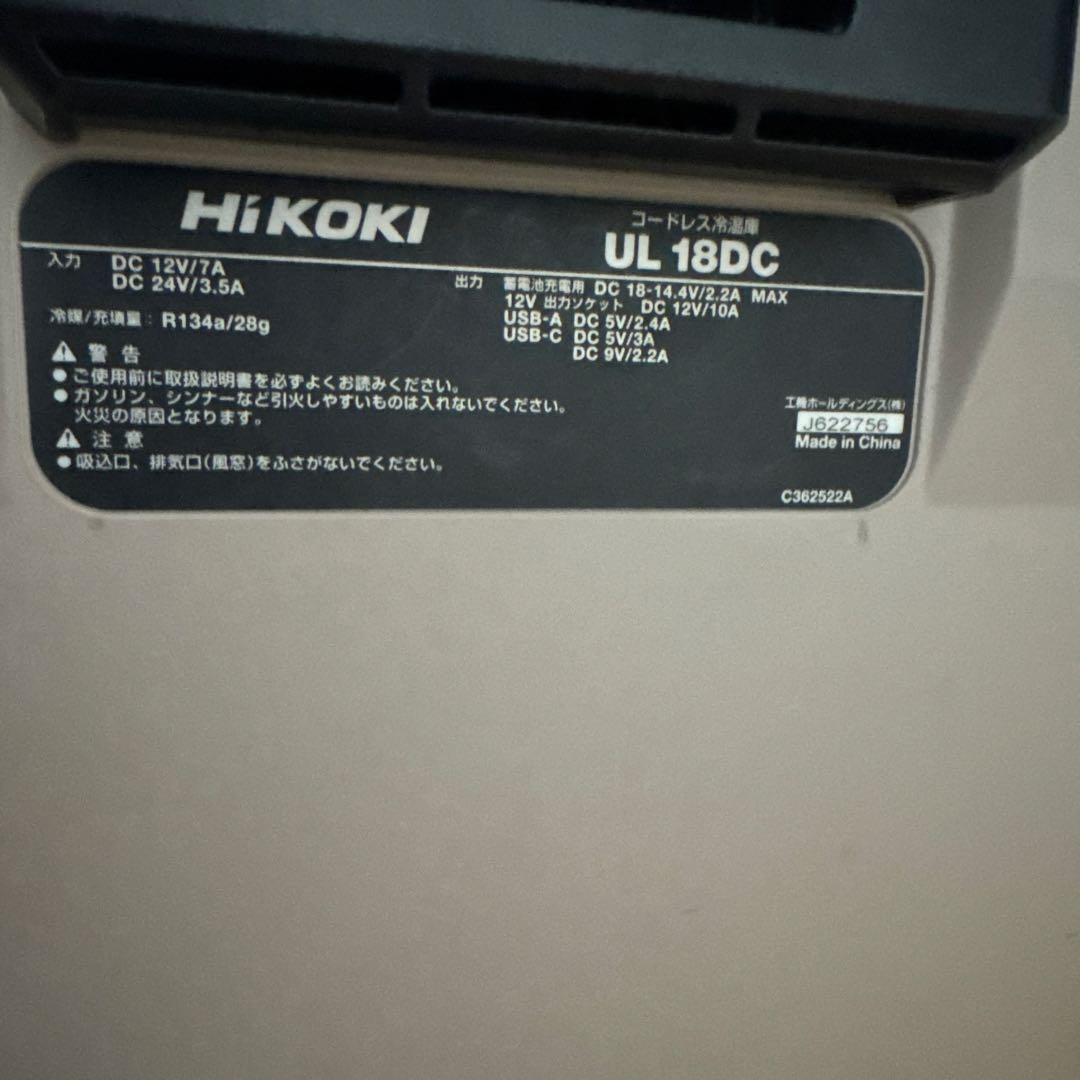 HiKOKI
コードレス冷温庫
UL 18DC
入力 DC 12V/7A
DC 24V/3.5A
出力 蓄電池充電用 DC 18-14.4V/2.2A MAX
12V 出力ソケット DC 12V/10A
USB-A DC 5V/2.4A
USB-C DC 5V/3A
DC 9V/2.2A
冷媒/充填量: R134a/28g
警告
●ご使用前に取扱説明書を必ずよくお読みください。
●ガソリン、シンナーなど引火しやすいものは入れないでください。
火災の原因となります。
注意
●吸込口、排気口(風窓)をふさがないでください。
工機ホールディングス(株)
J622756
Made in China
C362522A